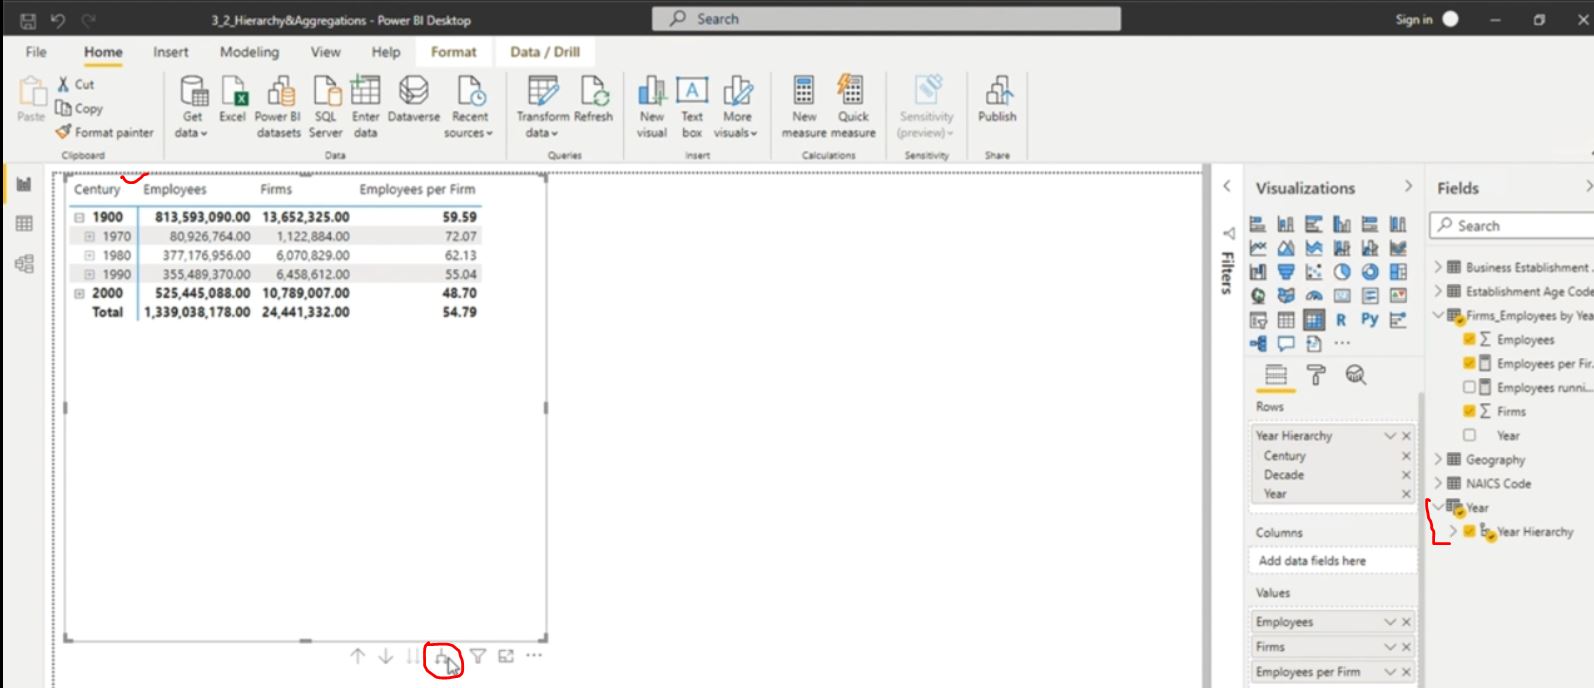 3_2_Hierarchy&Aggregations - Power BI Desktop
Search
Sign in
File Home Insert Modeling View Help Format Data / Drill
Paste
Cut
Copy
Format painter
Clipboard
Get data
Excel
Power BI datasets
SQL Server
Enter data
Dataverse
Recent sources
Data
Transform data
Refresh
Queries
New visual
Text box
More visuals
Insert
New measure
Quick measure
Calculations
Sensitivity (preview)
Sensitivity
Publish
Share
Century Employees Firms Employees per Firm
1900 813,593,090.00 13,652,325.00 59.59
1970 80,926,764.00 1,122,884.00 72.07
1980 377,176,956.00 6,070,829.00 62.13
1990 355,489,370.00 6,458,612.00 55.04
2000 525,445,088.00 10,789,007.00 48.70
Total 1,339,038,178.00 24,441,332.00 54.79
Filters
Visualizations
R Py
Rows
Year Hierarchy
Century
Decade
Year
Columns
Add data fields here
Values
Employees
Firms
Employees per Firm
Fields
Search
Business Establishment .
Establishment Age Code
Firms_Employees by Yea
Employees
Employees per Fir...
Employees runni...
Firms
Year
Geography
NAICS Code
Year
Year Hierarchy